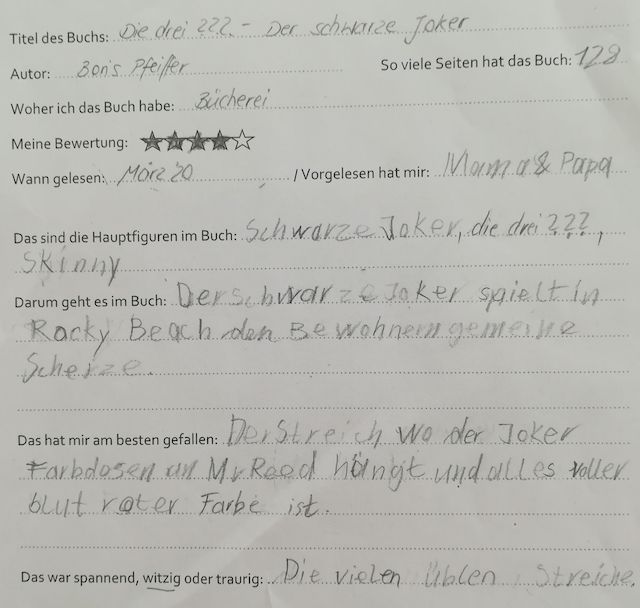 Titel des Buchs: Die drei ???. - Der schwarze Joker
Autor: Boris Pfeiffer So viele Seiten hat das Buch: 128
Woher ich das Buch habe: Bücherei
Meine Bewertung: ★★★★☆
Wann gelesen: März '20 / Vorgelesen hat mir: Mama & Papa
Das sind die Hauptfiguren im Buch: Schwarze Joker, die drei ???,
Skinny
Darum geht es im Buch: Der schwarze Joker spielt in
Rocky Beach den Bewohnern gemeine
Scherze.
Das hat mir am besten gefallen: Der Streich wo der Joker
Farbdosen an Mr Reed hängt und alles voller
blut roter Farbe ist.
Das war spannend, witzig oder traurig: Die vielen üblen Streiche.